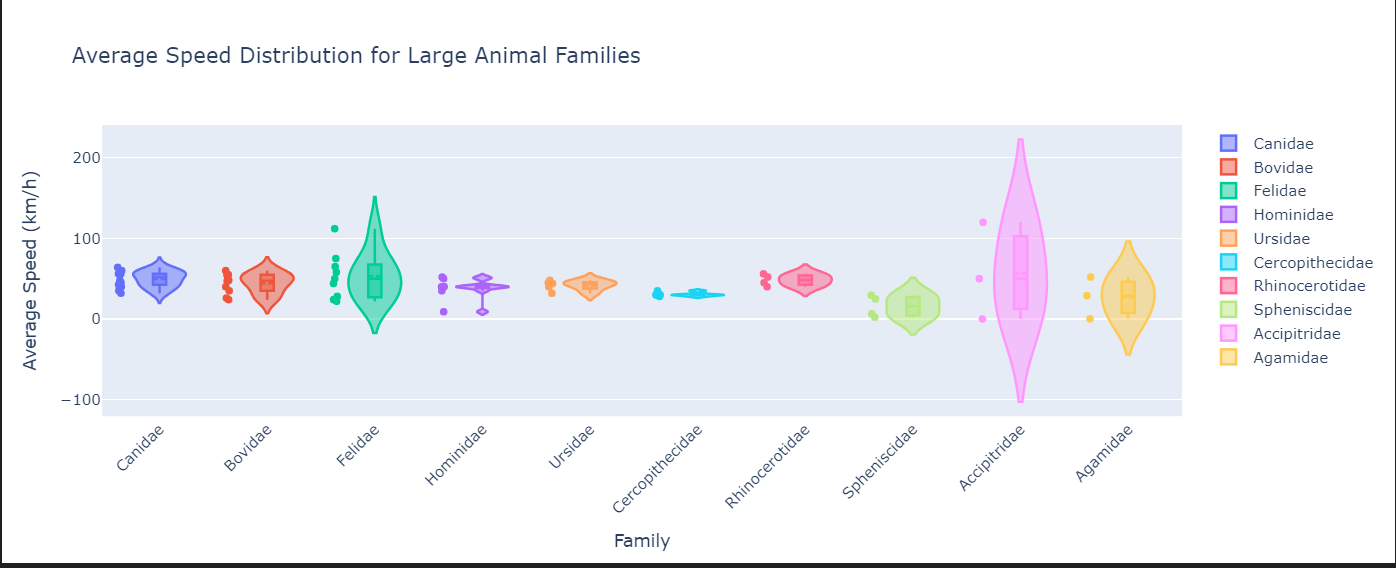 Average Speed Distribution for Large Animal Families
Average Speed (km/h)
200
100
0
−100
Canidae
Bovidae
Felidae
Hominidae
Ursidae
Cercopithecidae
Rhinocerotidae
Spheniscidae
Accipitridae
Agamidae
Family
Canidae
Bovidae
Felidae
Hominidae
Ursidae
Cercopithecidae
Rhinocerotidae
Spheniscidae
Accipitridae
Agamidae